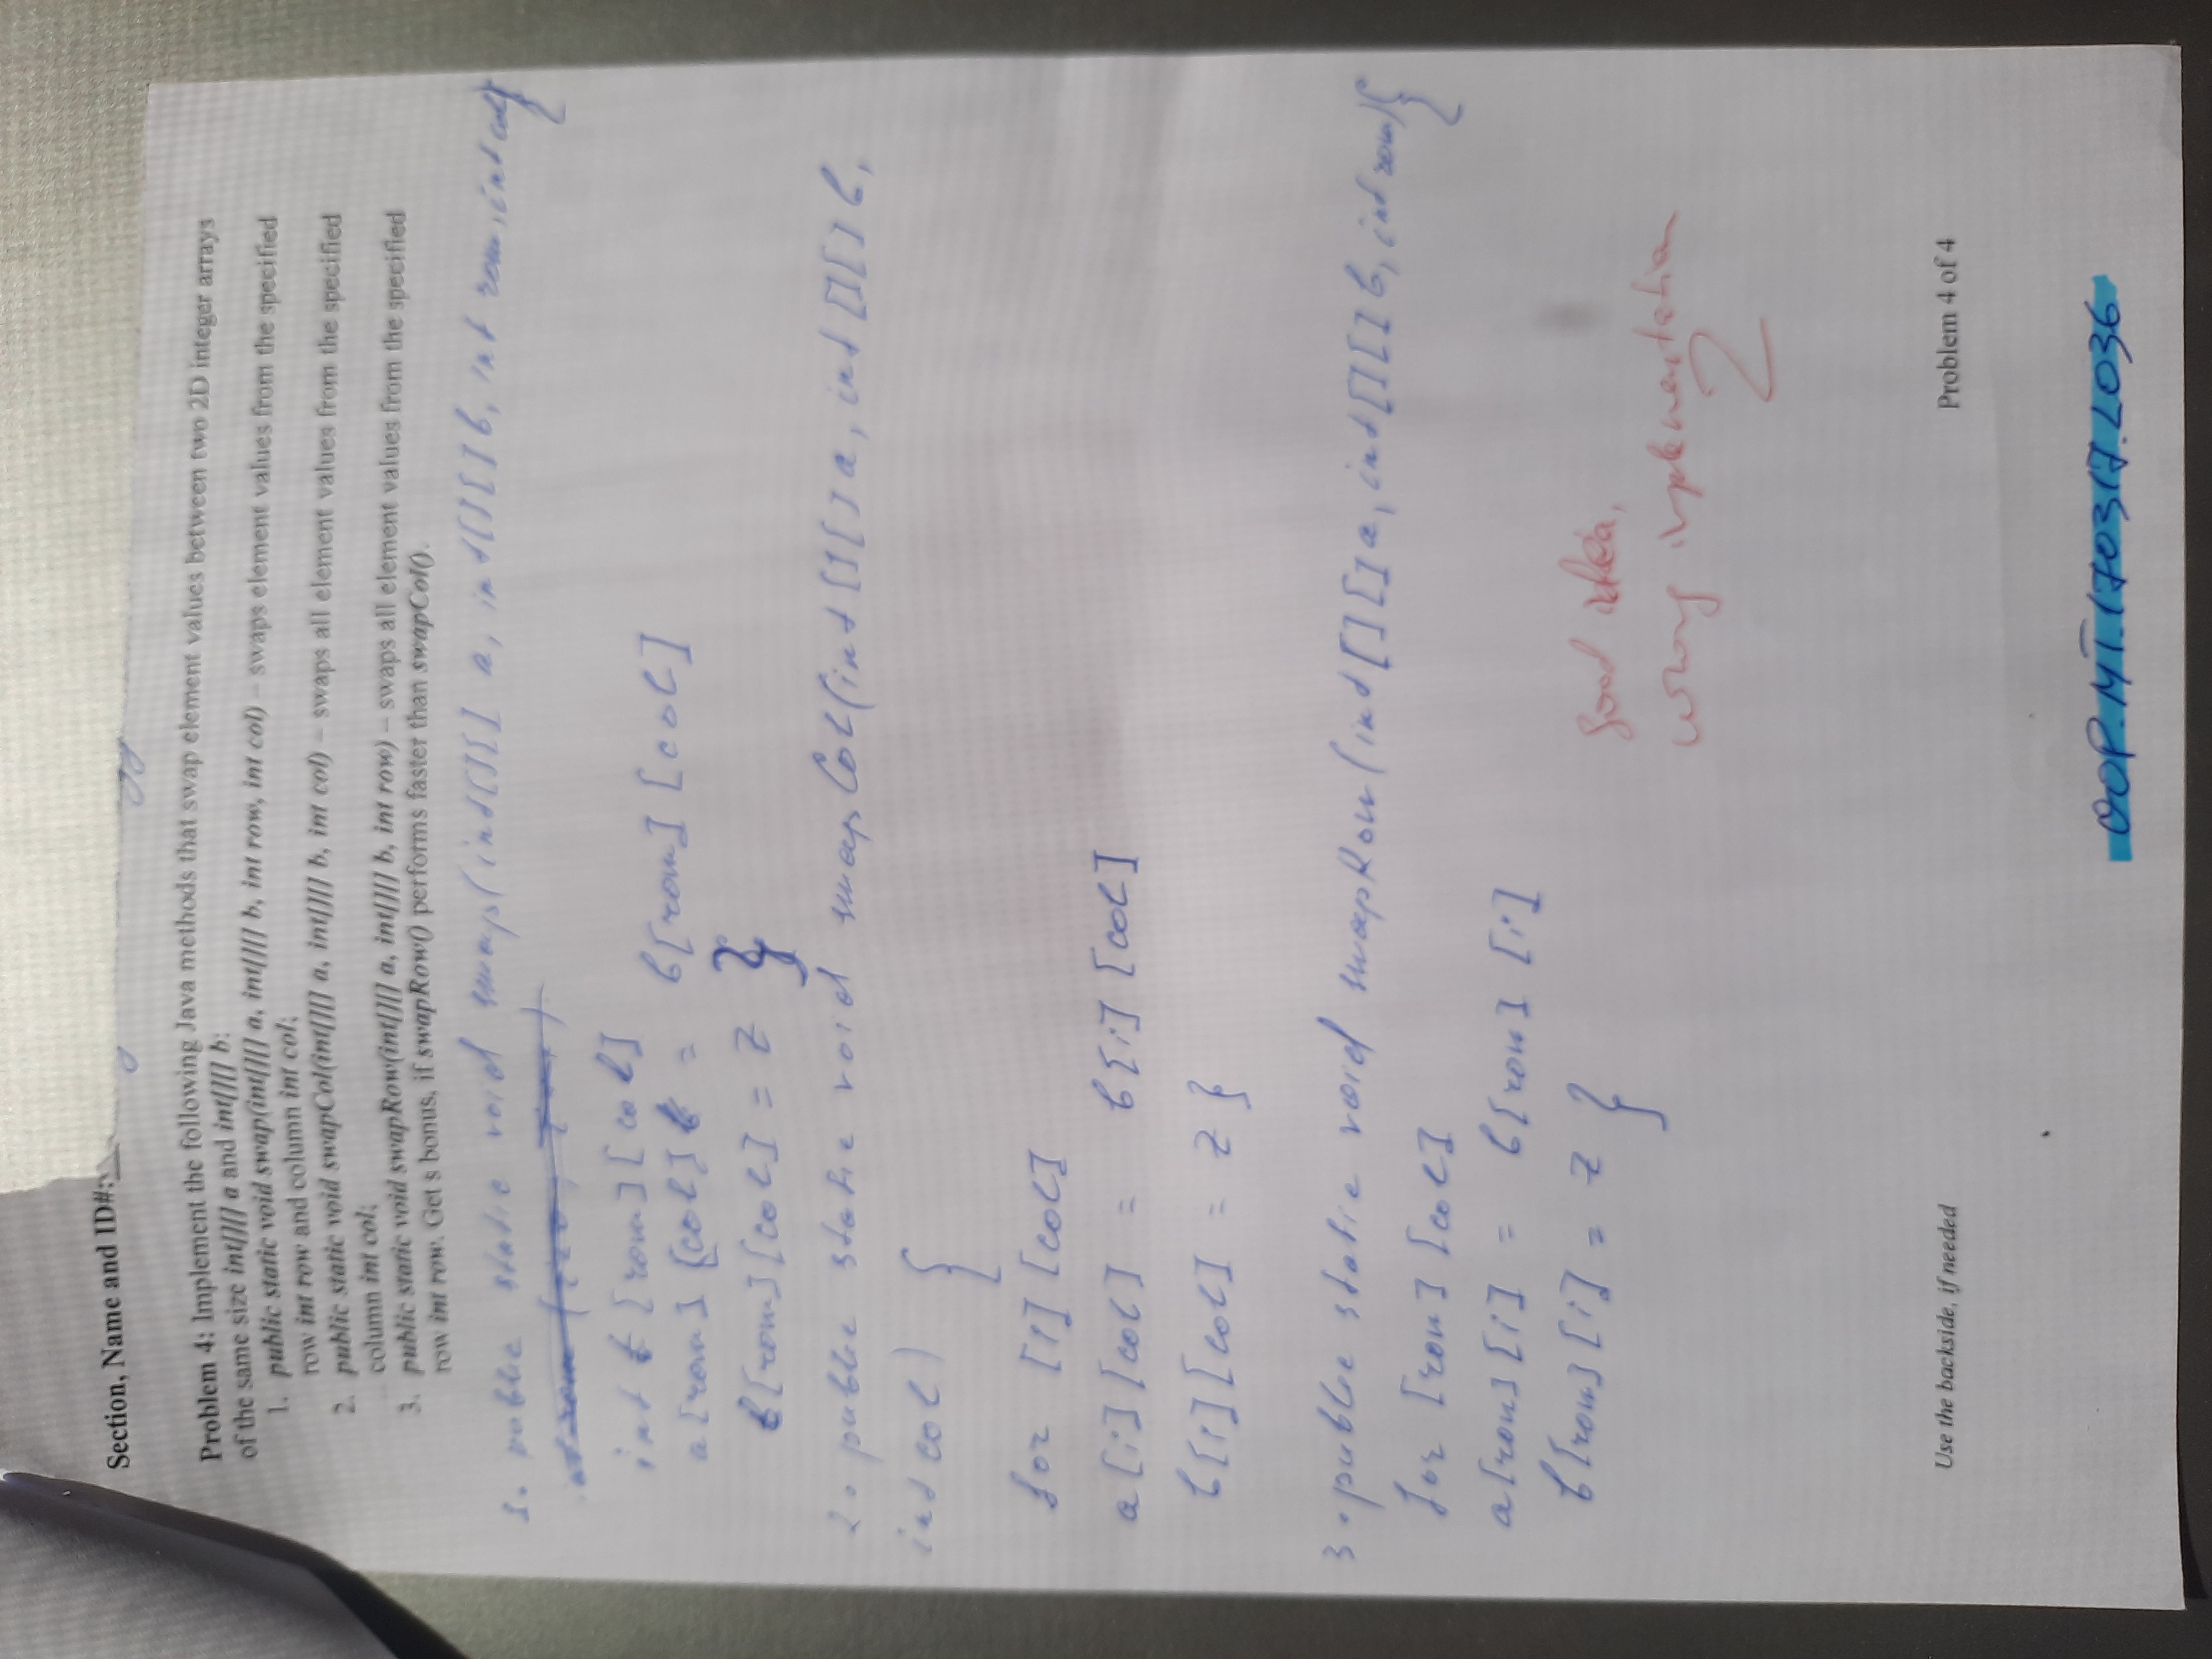 Section, Name and ID#:
Problem 4: Implement the following Java methods that swap element values between two 2D integer arrays
of the same size int[][] a and int[][] b:
1. public static void swap(int[][] a, int[][] b, int row, int col) – swaps element values from the specified
row int row and column int col;
2. public static void swapCol(int[][] a, int[][] b, int col) – swaps all element values from the specified
column int col;
3. public static void swapRow(int[][] a, int[][] b, int row) – swaps all element values from the specified
row int row. Get s bonus, if swapRow() performs faster than swapCol().
1. public static void swap(int[][] a, int[][] b, int row, int col){
int t [row][col]
a[row] [col] = b[row] [col]
b[row][col] = z }
2. public static void swapCol(int[][] a, int[][] b,
int col) {
for [i] [col]
a[i][col] = b[i] [col]
b[i][col] = z }
3. public static void swapRow(int[][] a, int[][] b, int row){
for [row] [col]
a[row] [i] = b[row] [i]
b[row] [i] = z }
good idea,
wrong implementation
2
Use the backside, if needed
Problem 4 of 4
OOP.MT.170317.L036